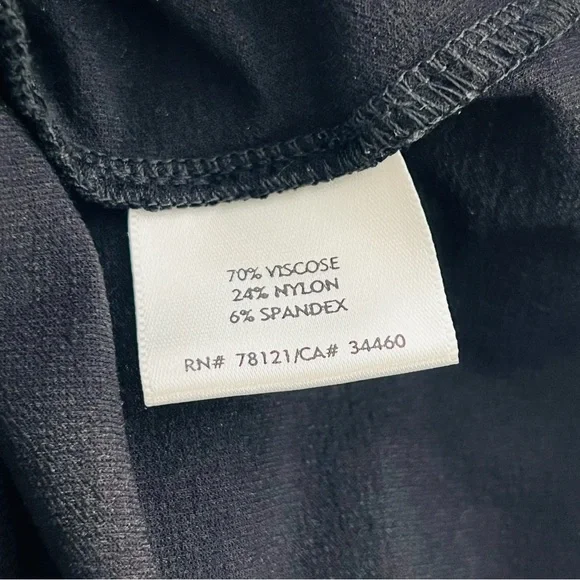 70% VISCOSE
24% NYLON
6% SPANDEX
RN# 78121/CA# 34460